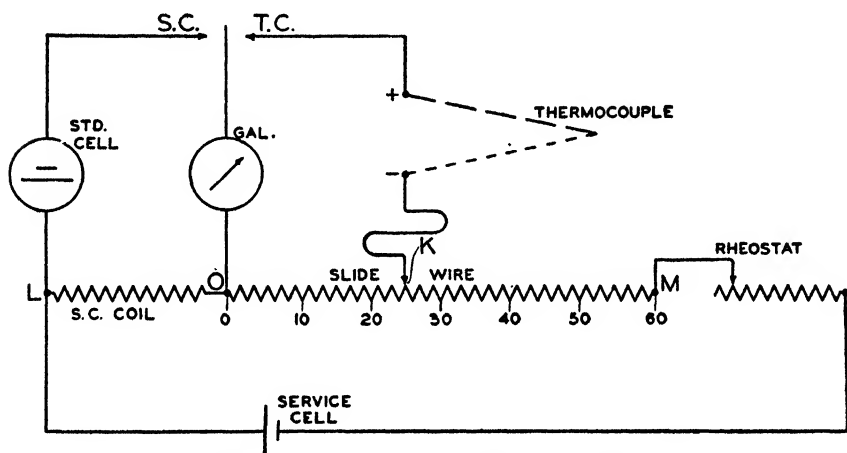 S.C. T.C.
+
THERMOCOUPLE
STD.
CELL
GAL.
-
K
RHEOSTAT
L O SLIDE WIRE M
S.C. COIL 0 10 20 30 40 50 60
SERVICE
CELL